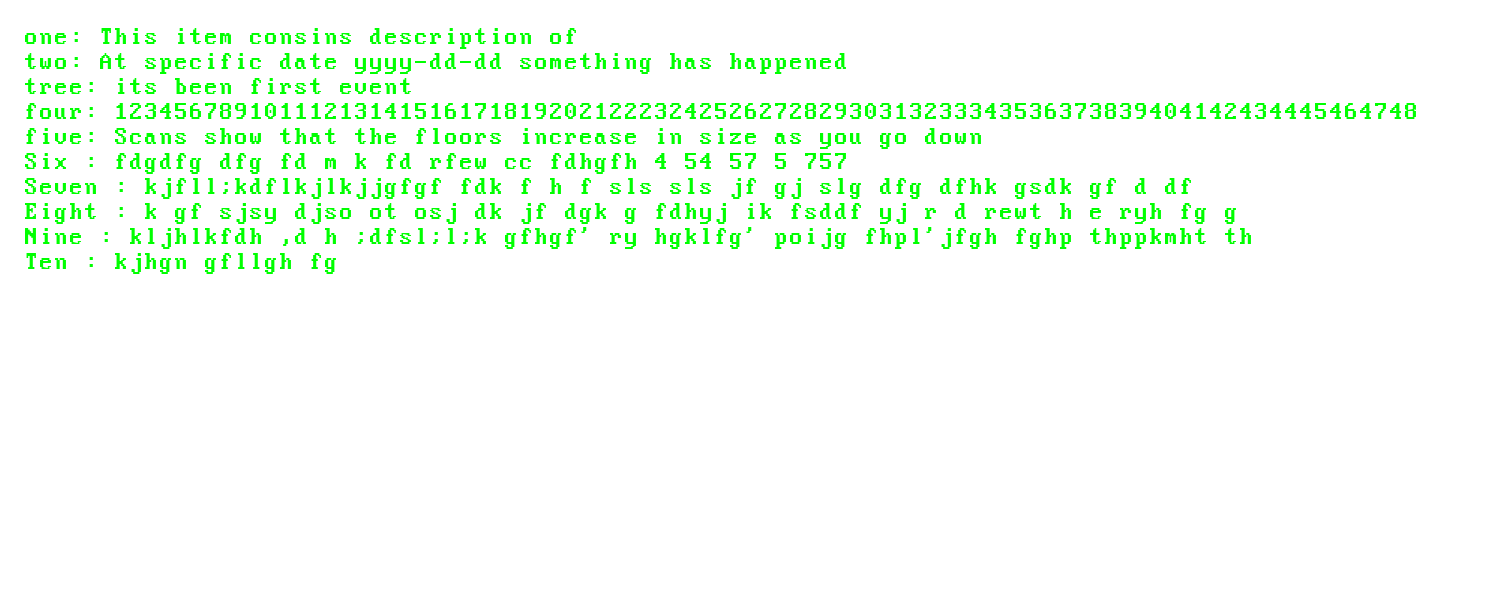 one: This item consins description of
two: At specific date yyyy-dd-dd something has happened
tree: its been first event
four: 123456789101112131415161718192021222324252627282930313233343536373839404142434445464748
five: Scans show that the floors increase in size as you go down
Six : fdgdfg dfg fd m k fd rfew cc fdhgfh 4 54 57 5 757
Seven : kjfll;kdflkjlkjjgfgf fdk f h f sls sls jf gj slg dfg dfhk gsdk gf d df
Eight : k gf sjsy djso ot osj dk jf dgk g fdhyj ik fsddf yj r d rewt h e ryh fg g
Nine : kljhlkfdh ,d h ;dfsl;l;k gfhgf' ry hgklfg' poijg fhpl'jfgh fghp thppkmht th
Ten : kjhgn gfllgh fg